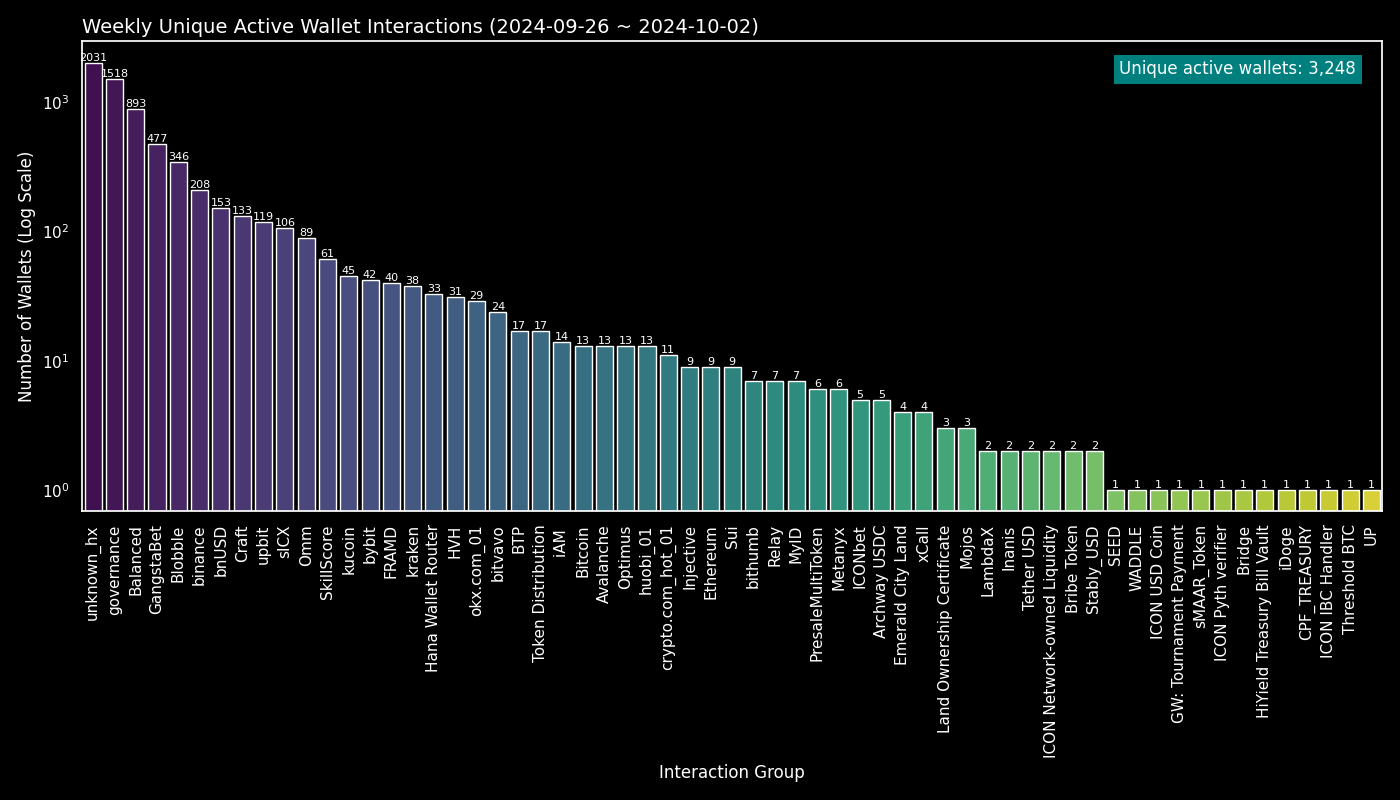 Weekly Unique Active Wallet Interactions (2024-09-26 ~ 2024-10-02)
Unique active wallets: 3,248
Number of Wallets (Log Scale)
10³
10²
10¹
10⁰
2031
1518
893
477
346
208
153
133
119
106
89
61
45
42
40
38
33
31
29
24
17
17
14
13
13
13
13
11
9
9
9
7
7
7
6
6
5
5
4
4
3
3
2
2
2
2
2
2
1
1
1
1
1
1
1
1
1
1
1
1
1
unknown_hx
governance
Balanced
GangstaBet
Blobble
binance
bnUSD
Craft
upbit
sICX
Omm
SkillScore
kucoin
bybit
FRAMD
kraken
Hana Wallet Router
HVH
okx.com_01
bitvavo
BTP
Token Distribution
iAM
Bitcoin
Avalanche
Optimus
huobi_01
crypto.com_hot_01
Injective
Ethereum
Sui
bithumb
Relay
MyID
PresaleMultiToken
Metanyx
ICONbet
Archway USDC
Emerald City Land
xCall
Land Ownership Certificate
Mojos
LambdaX
Inanis
Tether USD
ICON Network-owned Liquidity
Bribe Token
Stably_USD
SEED
WADDLE
ICON USD Coin
GW: Tournament Payment
sMAAR_Token
ICON Pyth verifier
Bridge
HiYield Treasury Bill Vault
iDoge
CPF_TREASURY
ICON IBC Handler
Threshold BTC
UP
Interaction Group